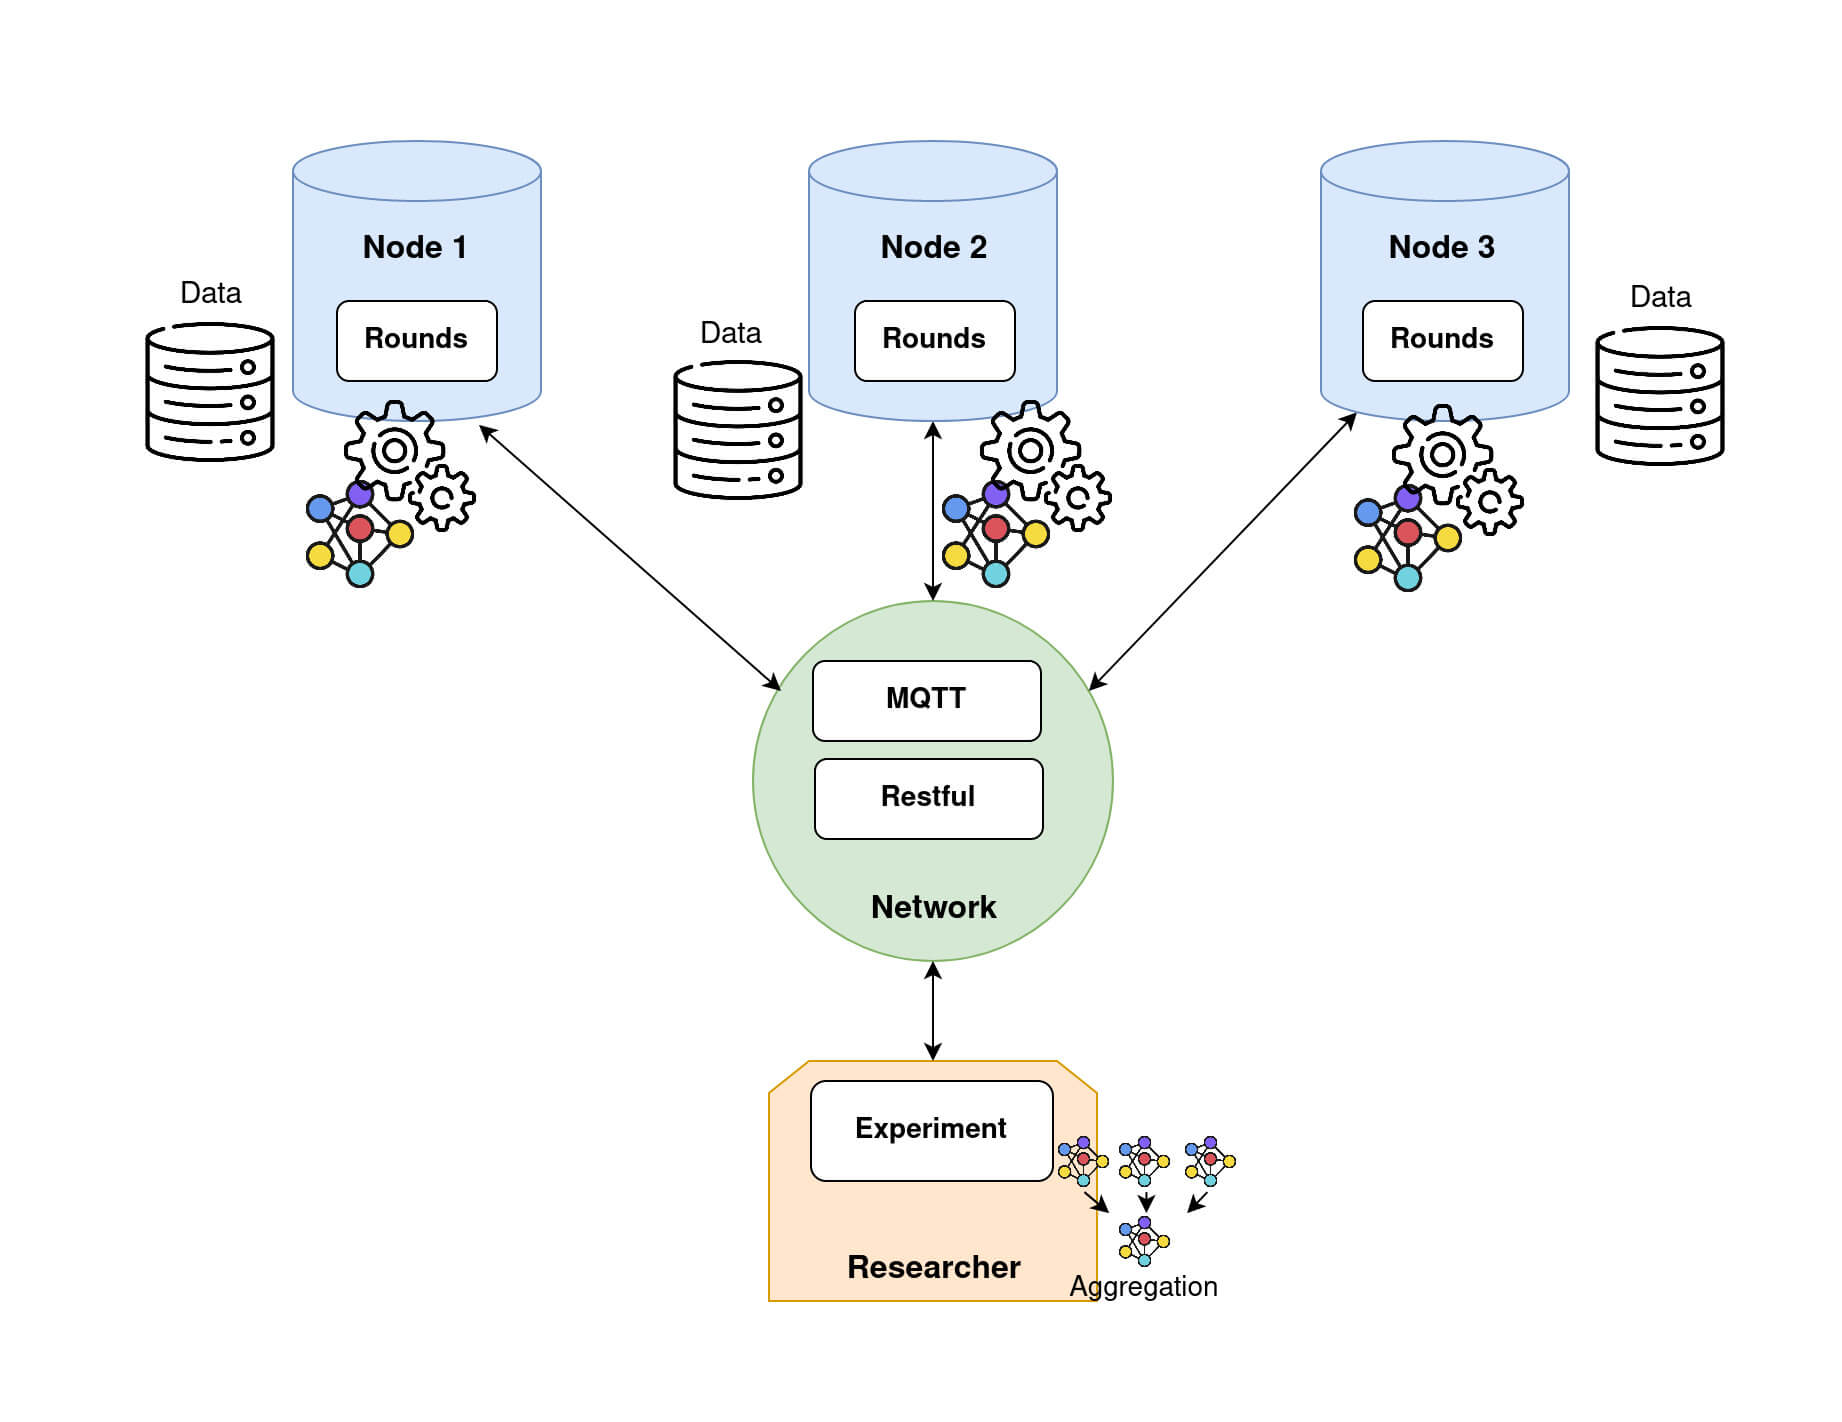 Node 1
Node 2
Node 3
Data
Data
Data
Rounds
Rounds
Rounds
MQTT
Restful
Network
Experiment
Researcher
Aggregation